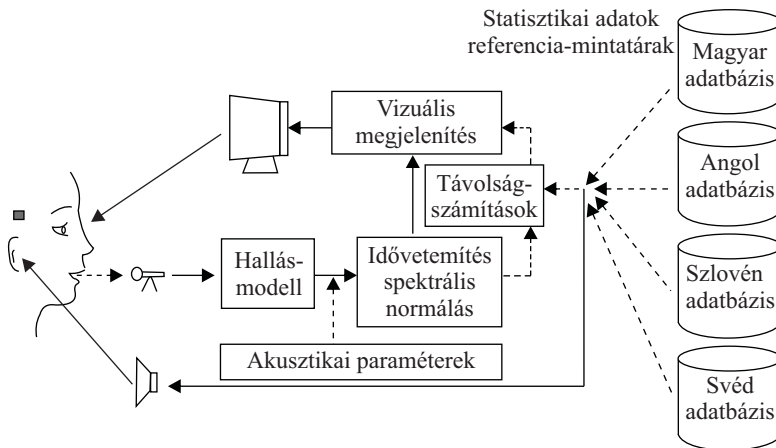 Statisztikai adatok
referencia-mintatárak
Magyar
adatbázis
Vizuális
megjelenítés
Angol
adatbázis
Távolság-
számítások
Hallás-
modell
Idővetemítés
spektrális
normálás
Szlovén
adatbázis
Akusztikai paraméterek
Svéd
adatbázis